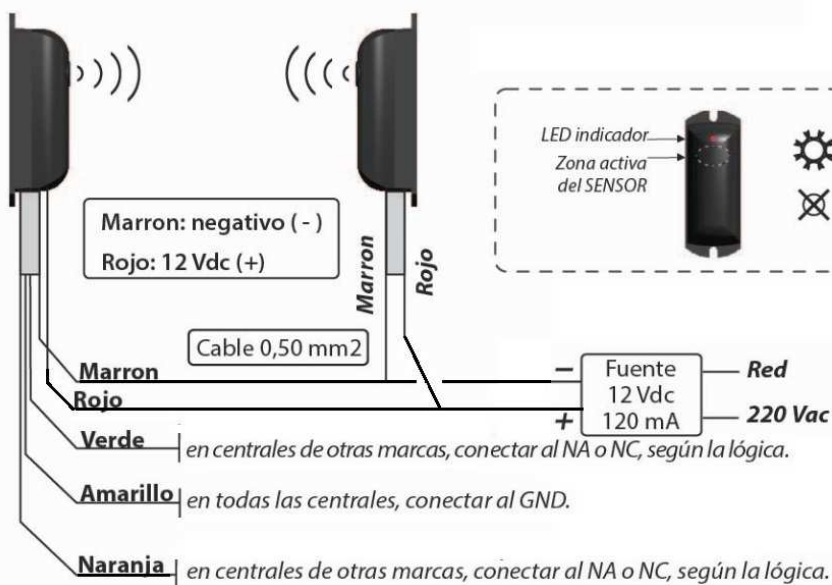 LED indicador
Zona activa
del SENSOR
Marron: negativo ( - )
Rojo: 12 Vdc (+)
Marron
Rojo
Cable 0,50 mm2
Marron
Rojo
Verde
en centrales de otras marcas, conectar al NA o NC, según la lógica.
Amarillo
en todas las centrales, conectar al GND.
Naranja
en centrales de otras marcas, conectar al NA o NC, según la lógica.
−
+
Fuente
12 Vdc
120 mA
Red
220 Vac